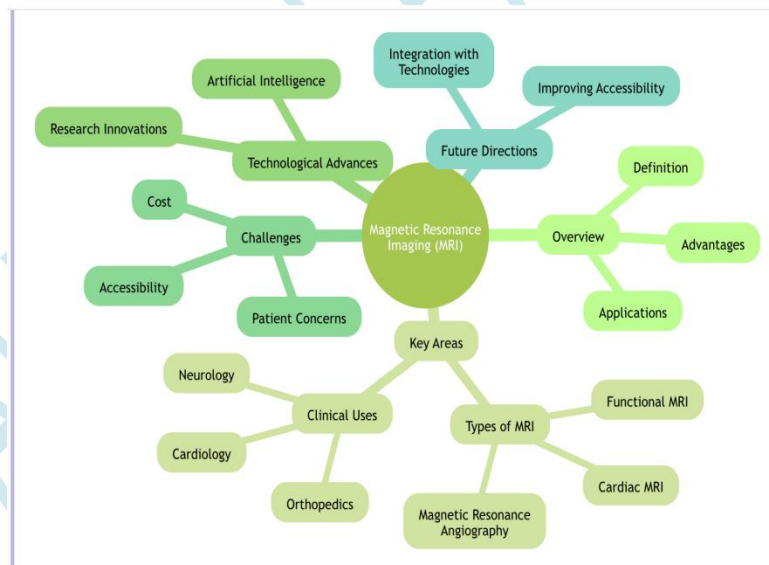 Integration with
Technologies
Artificial Intelligence
Improving Accessibility
Research Innovations
Technological Advances
Future Directions
Definition
Cost
Challenges
Magnetic Resonance
Imaging (MRI)
Overview
Advantages
Accessibility
Patient Concerns
Applications
Key Areas
Neurology
Clinical Uses
Cardiology
Orthopedics
Types of MRI
Functional MRI
Cardiac MRI
Magnetic Resonance
Angiography